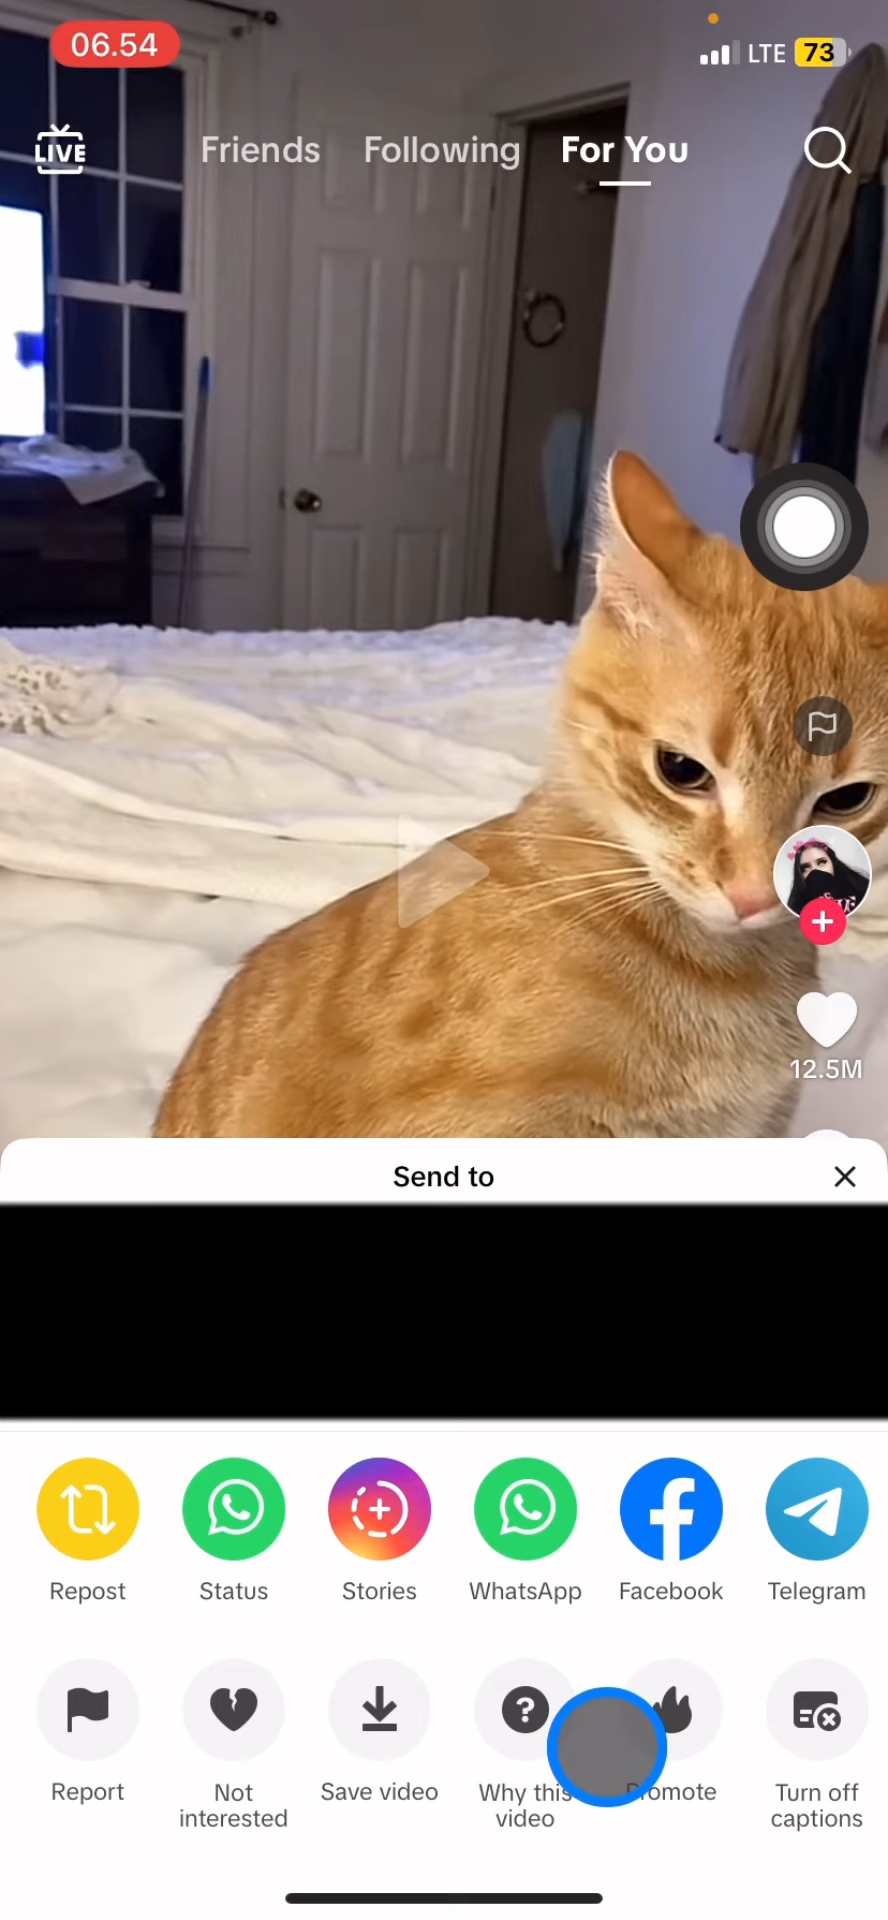 06.54
LTE 73
LIVE
Friends Following For You
12.5M
Send to
Repost Status Stories WhatsApp Facebook Telegram
Report Not interested Save video Why this video Turn off captions